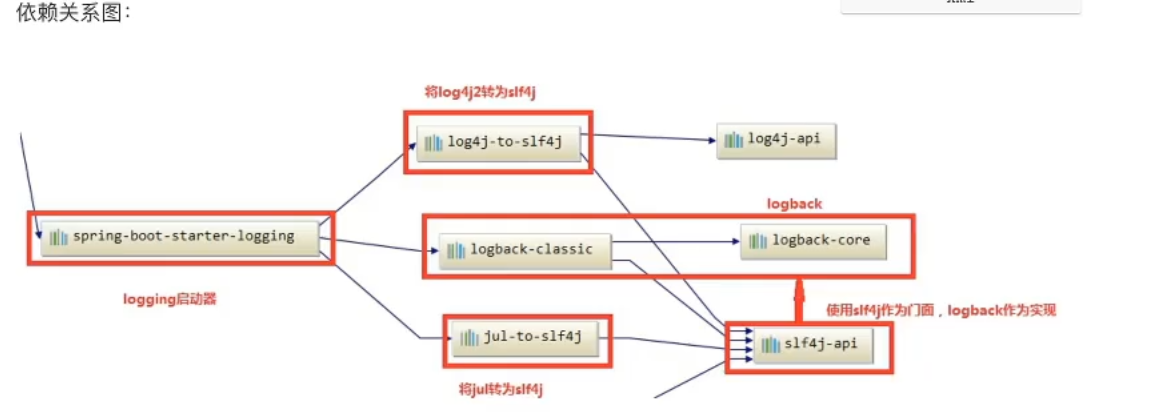 依赖关系图：
将log4j2转为slf4j
log4j-to-slf4j
log4j-api
logback
spring-boot-starter-logging
logback-classic
logback-core
logging启动器
使用slf4j作为门面，logback作为实现
jul-to-slf4j
slf4j-api
将jul转为slf4j